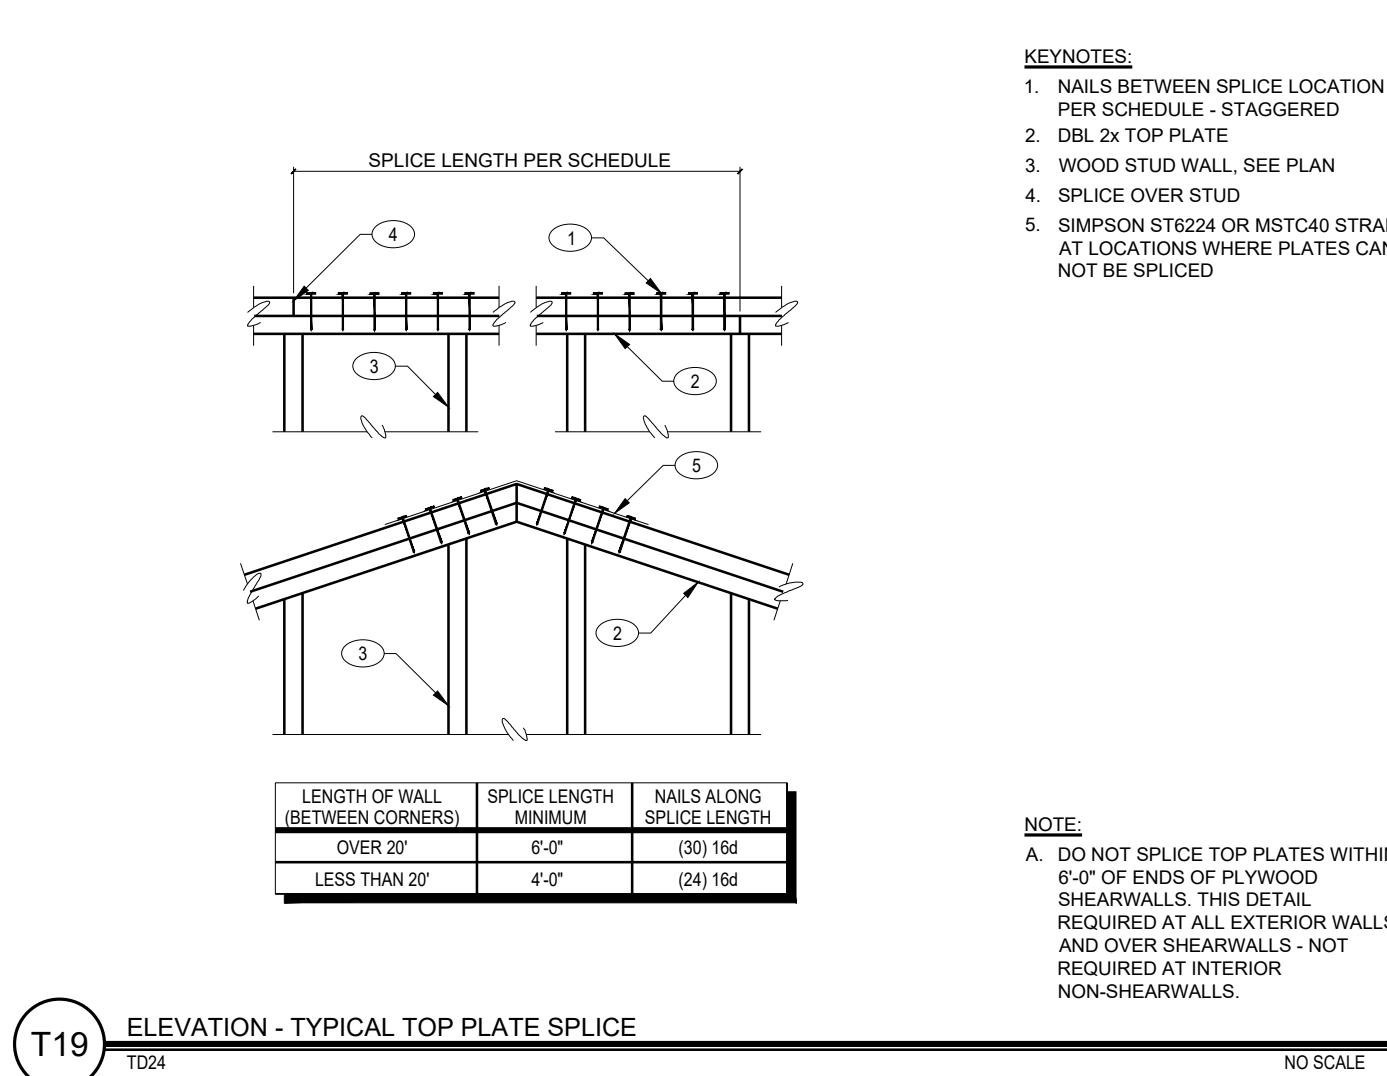 KEYNOTES:
1. NAILS BETWEEN SPLICE LOCATION
PER SCHEDULE - STAGGERED
2. DBL 2x TOP PLATE
3. WOOD STUD WALL, SEE PLAN
4. SPLICE OVER STUD
5. SIMPSON ST6224 OR MSTC40
AT LOCATIONS WHERE PLATES
NOT BE SPLICED
SPLICE LENGTH PER SCHEDULE
4
1
3
2
5
2
3
LENGTH OF WALL
(BETWEEN CORNERS)
SPLICE LENGTH
MINIMUM
NAILS ALONG
SPLICE LENGTH
OVER 20' 6'-0" (30) 16d
LESS THAN 20' 4'-0" (24) 16d
NOTE:
A. DO NOT SPLICE TOP PLATES
6'-0" OF ENDS OF PLYWOOD
SHEARWALLS. THIS DETAIL
REQUIRED AT ALL EXTERIOR
AND OVER SHEARWALLS - NOT
REQUIRED AT INTERIOR
NON-SHEARWALLS.
T19
ELEVATION - TYPICAL TOP PLATE SPLICE
TD24
NO SCALE